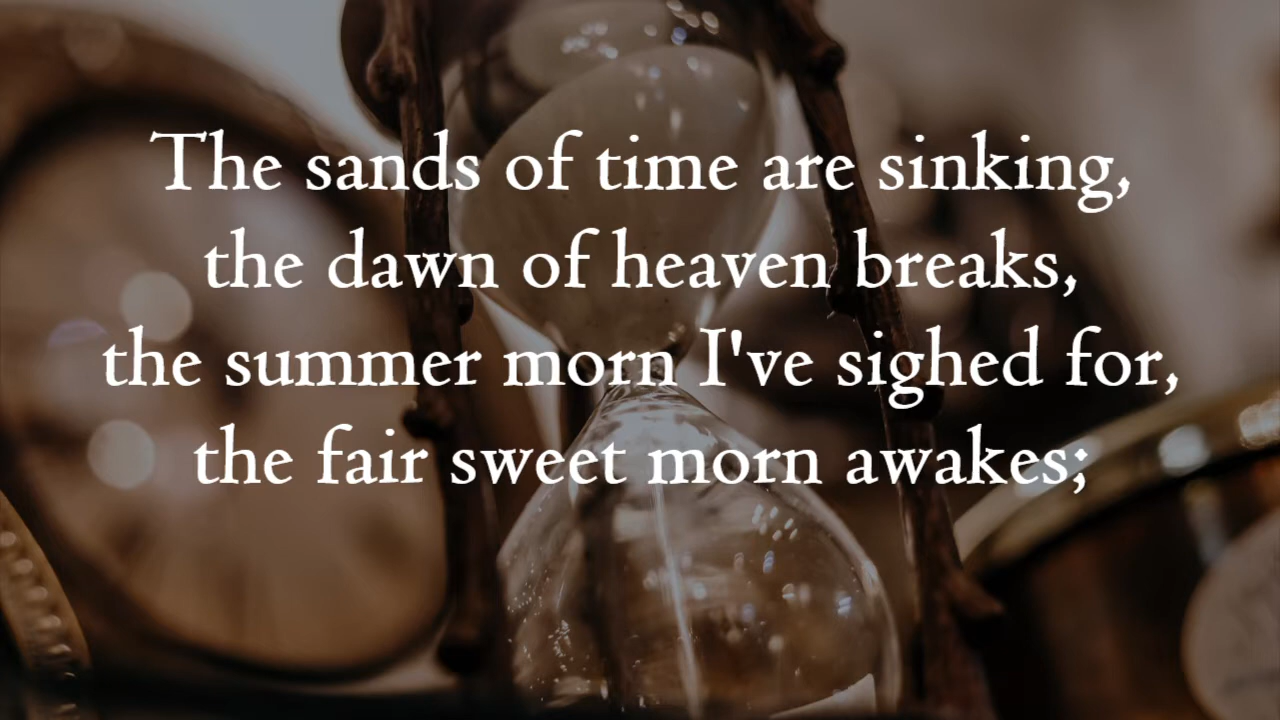 The sands of time are sinking,
the dawn of heaven breaks,
the summer morn I've sighed for,
the fair sweet morn awakes;